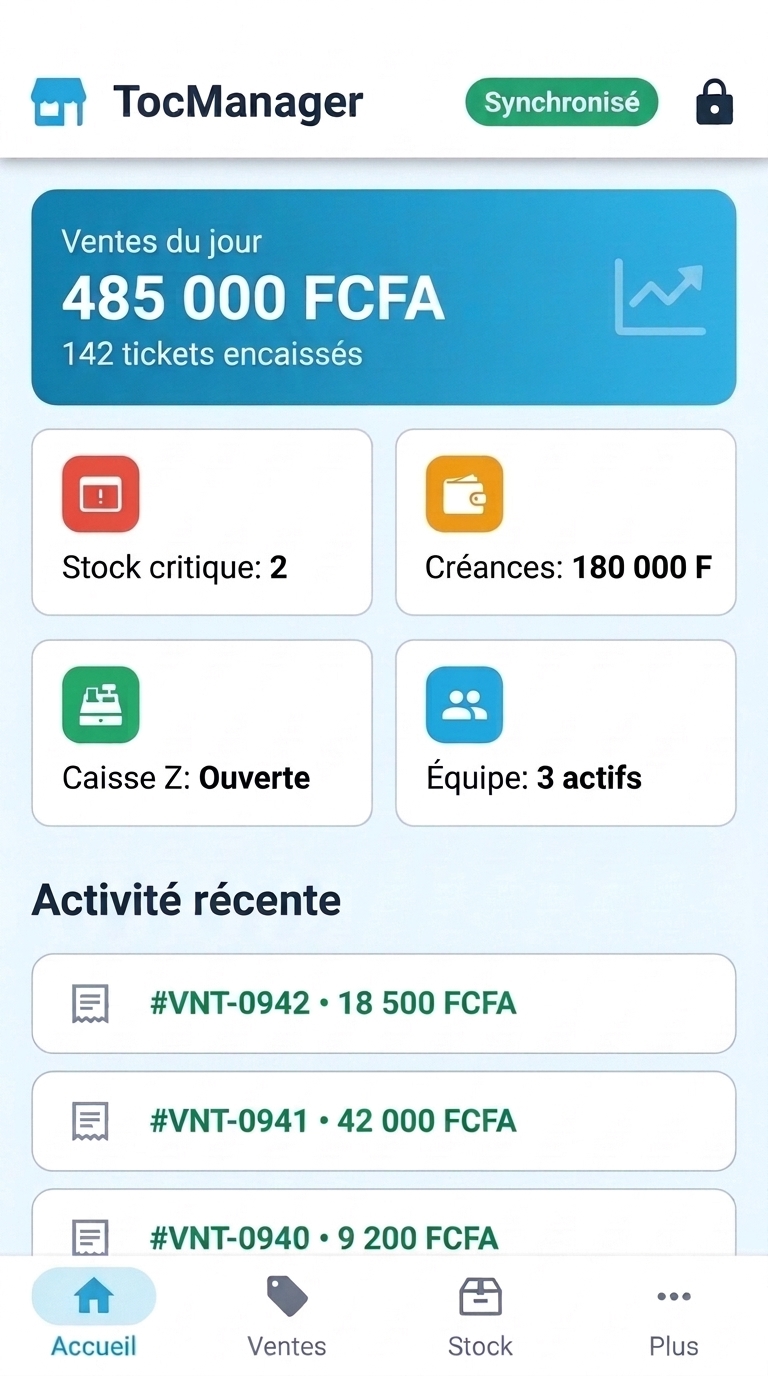 TocManager
Synchronisé
Ventes du jour
485 000 FCFA
142 tickets encaissés
Stock critique: 2
Créances: 180 000 F
Caisse Z: Ouverte
Équipe: 3 actifs
Activité récente
#VNT-0942 • 18 500 FCFA
#VNT-0941 • 42 000 FCFA
#VNT-0940 • 9 200 FCFA
Accueil
Ventes
Stock
Plus